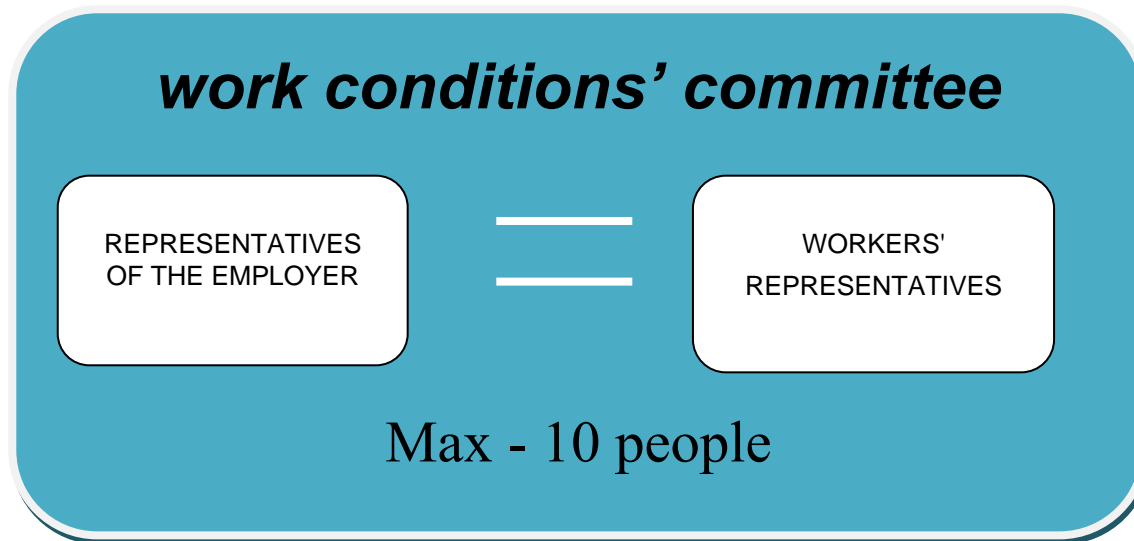 work conditions’ committee
REPRESENTATIVES
OF THE EMPLOYER
WORKERS'
REPRESENTATIVES
Max - 10 people